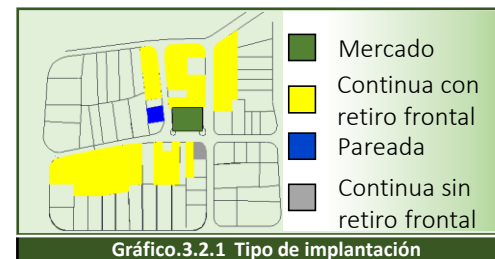 Mercado
Continua con
retiro frontal
Pareada
Continua sin
retiro frontal
Gráfico.3.2.1 Tipo de implantación